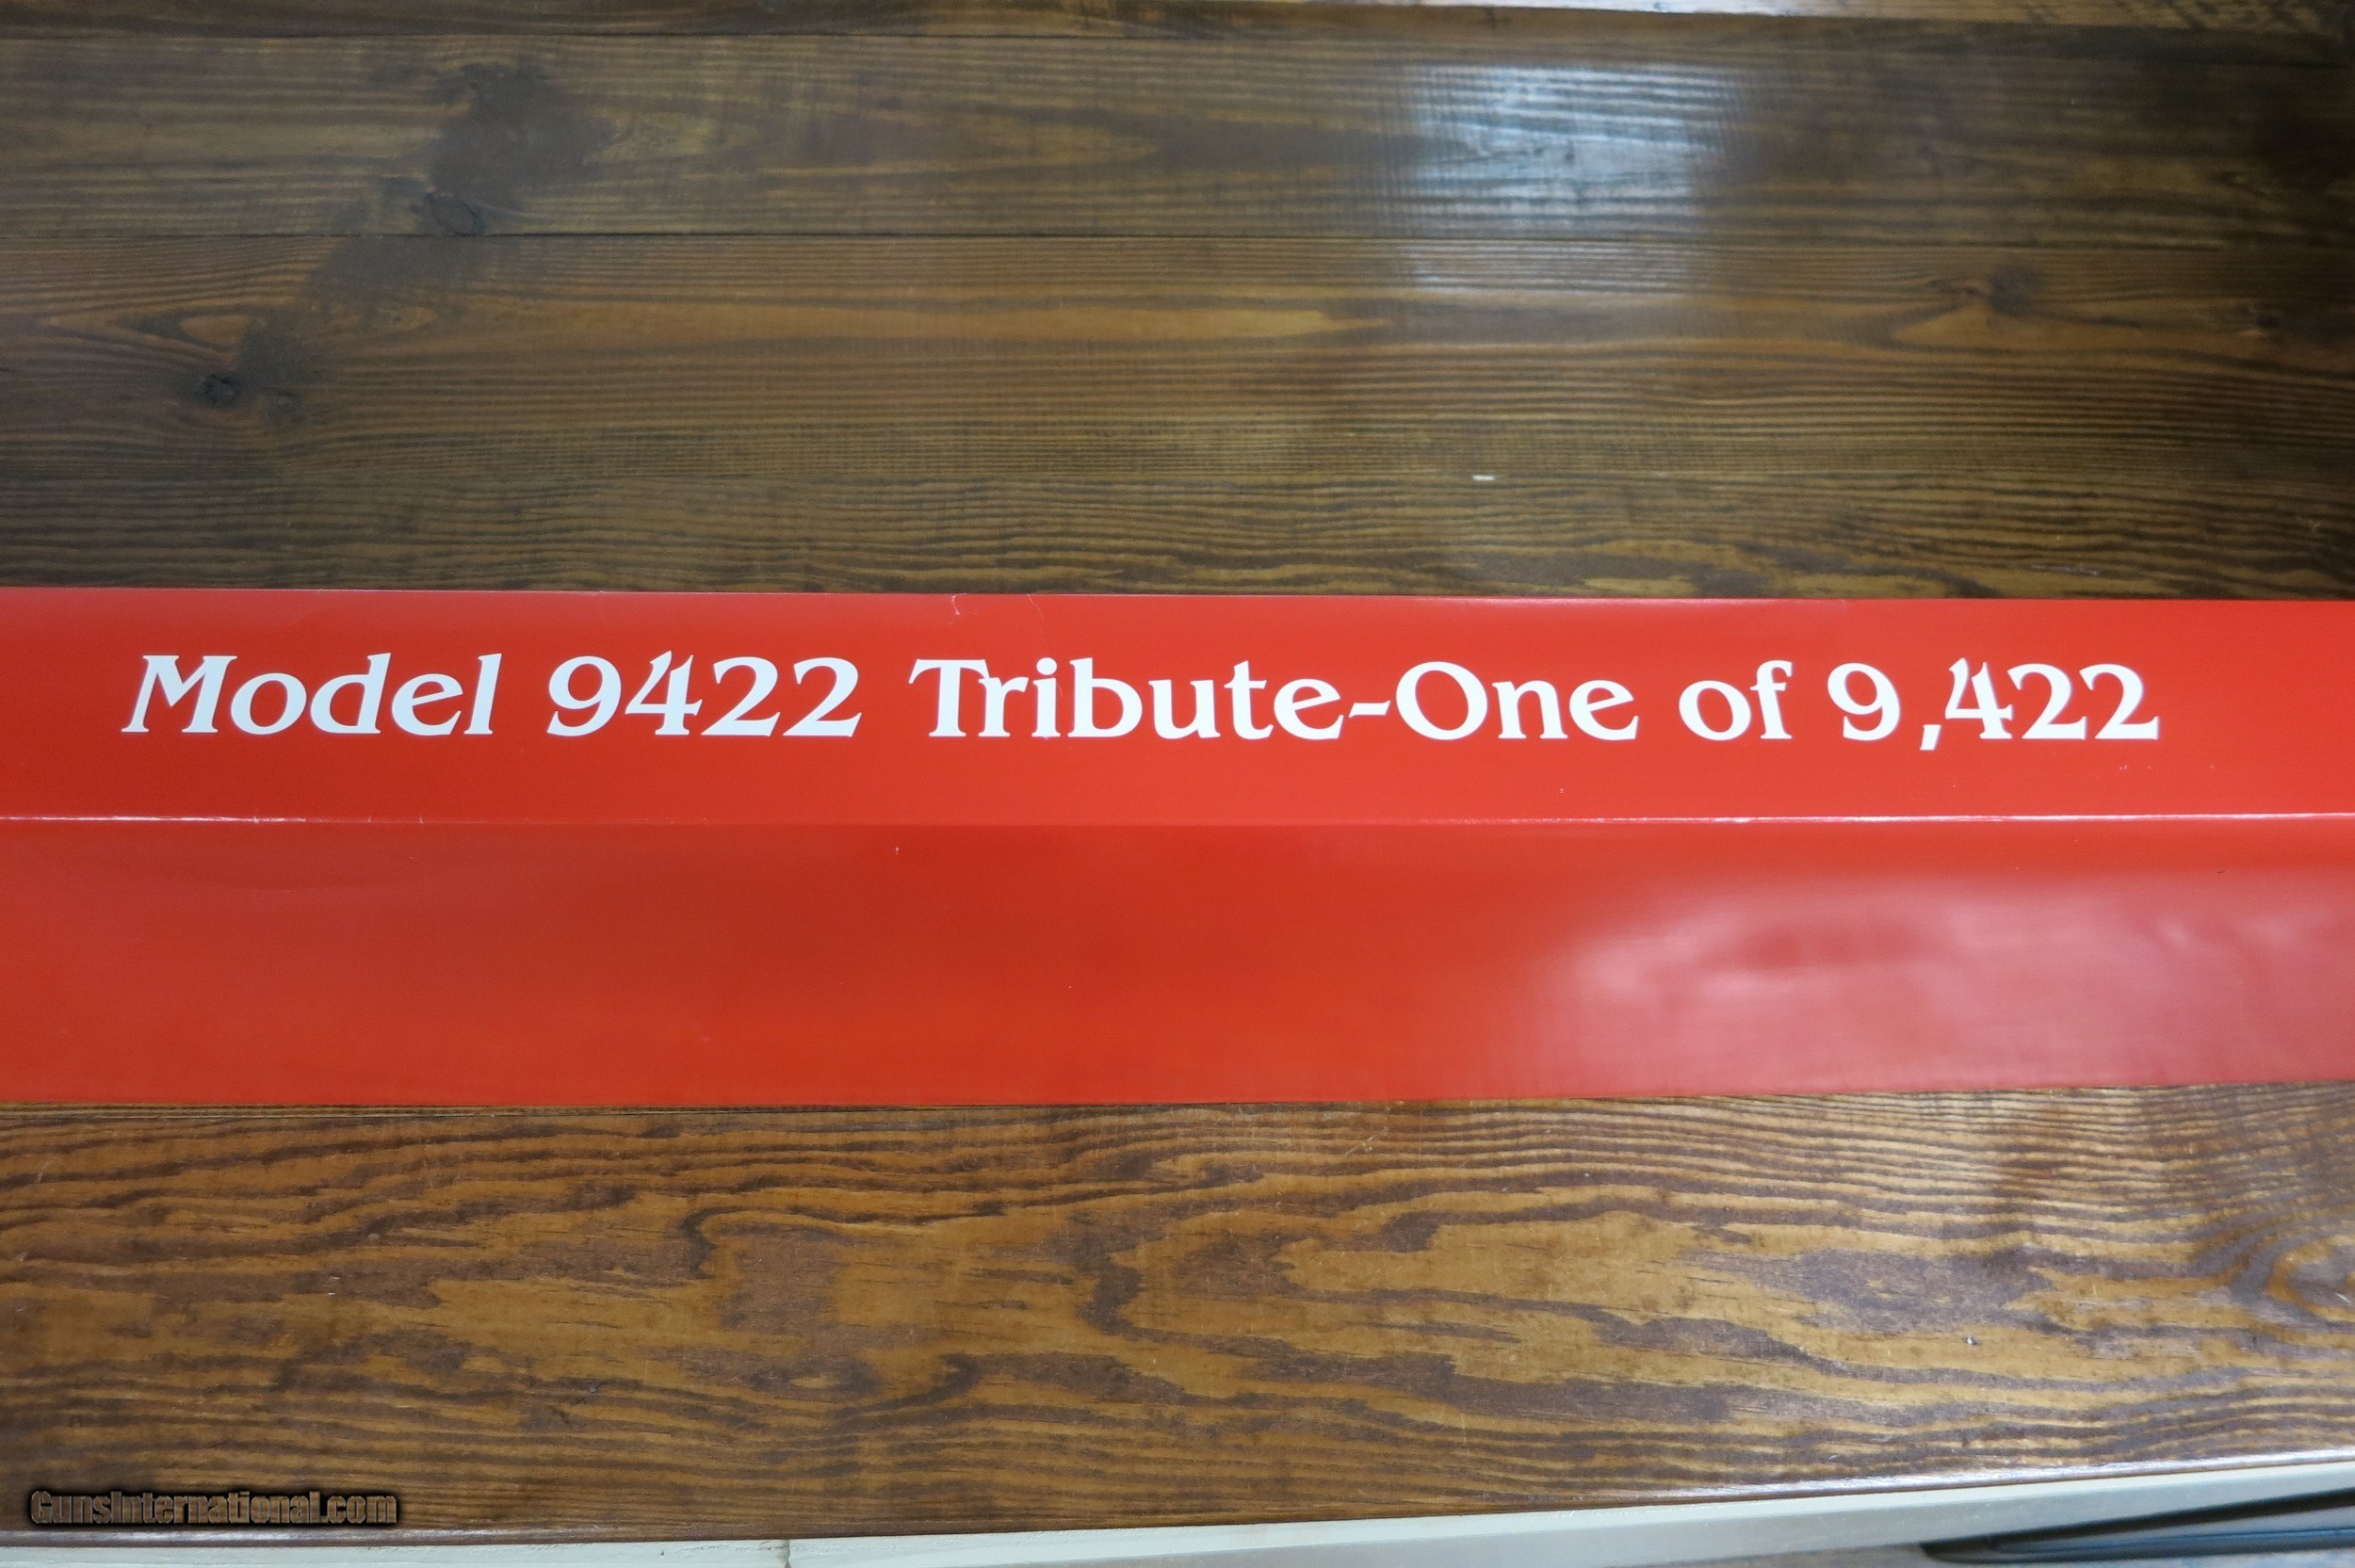 Model 9422 Tribute-One of 9,422
GunsInternational.com